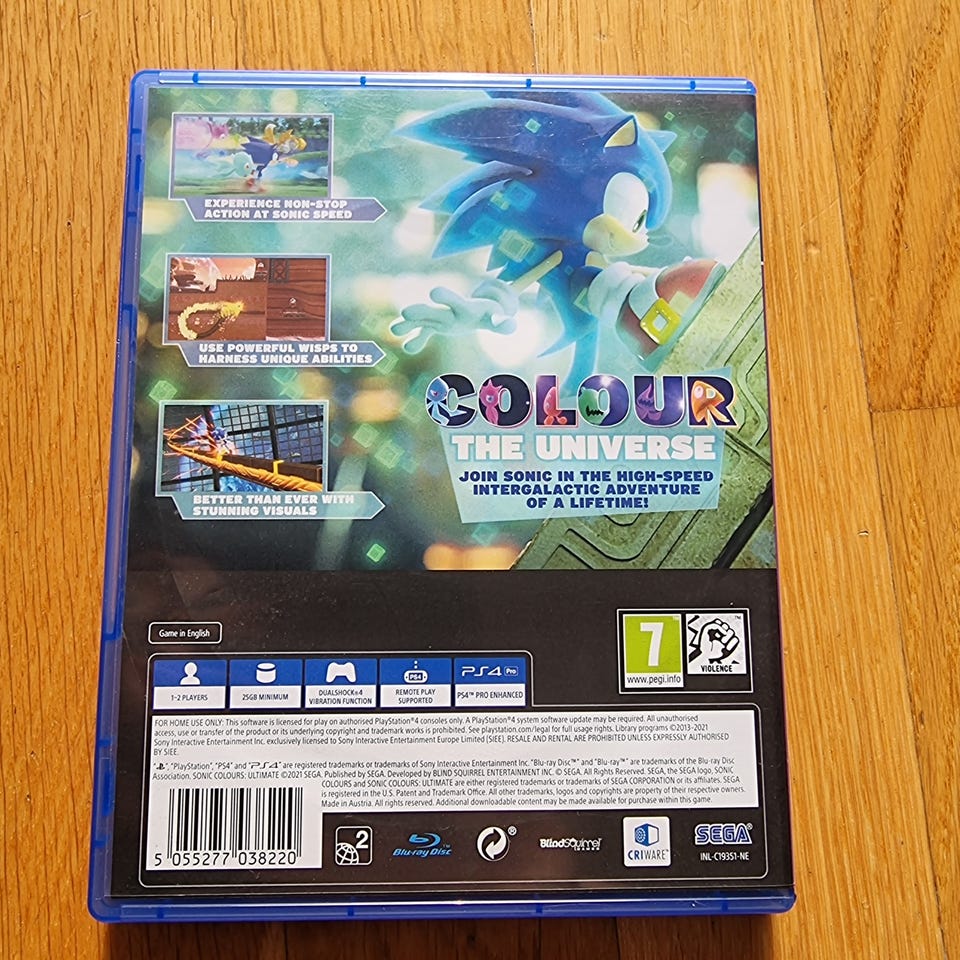 EXPERIENCE NON-STOP
ACTION AT SONIC SPEED
USE POWERFUL WISPS TO
HARNESS UNIQUE ABILITIES
BETTER THAN EVER WITH
STUNNING VISUALS
COLOUR
THE UNIVERSE
JOIN SONIC IN THE HIGH-SPEED
INTERGALACTIC ADVENTURE
OF A LIFETIME!
Game in English
7
www.pegi.info
VIOLENCE
™
1-2 PLAYERS
25GB MINIMUM
DUALSHOCK®4
VIBRATION FUNCTION
PS4
REMOTE PLAY
SUPPORTED
PS4 Pro
PS4™ PRO ENHANCED
FOR HOME USE ONLY: This software is licensed for play on authorised PlayStation®4 consoles only. A PlayStation®4 system software update may be required. All unauthorised
access, use or transfer of the product or its underlying copyright and trademark works is prohibited. See playstation.com/legal for full usage rights. Library programs ©2013-2021
Sony Interactive Entertainment Inc. exclusively licensed to Sony Interactive Entertainment Europe Limited (SIEE). RESALE AND RENTAL ARE PROHIBITED UNLESS EXPRESSLY AUTHORISED
BY SIEE.
"PlayStation", "PS4" and "PS4" are registered trademarks or trademarks of Sony Interactive Entertainment Inc. "Blu-ray Disc™" and "Blu-ray™" are trademarks of the Blu-ray Disc
Association. SONIC COLOURS: ULTIMATE ©2021 SEGA. Published by SEGA. Developed by BLIND SQUIRREL ENTERTAINMENT INC. © SEGA. All Rights Reserved. SEGA, the SEGA logo, SONIC
COLOURS and SONIC COLOURS: ULTIMATE are either registered trademarks or trademarks of SEGA CORPORATION or its affiliates. SEGA
is registered in the U.S. Patent and Trademark Office. All other trademarks, logos and copyrights are property of their respective owners.
Made in Austria. All rights reserved. Additional downloadable content may be made available for purchase within this game.
5 055277 038220
2
Blu-ray Disc™
®
BlindSquirrel
GAMES
CRIWARE™
SEGA®
INL-C19351-NE